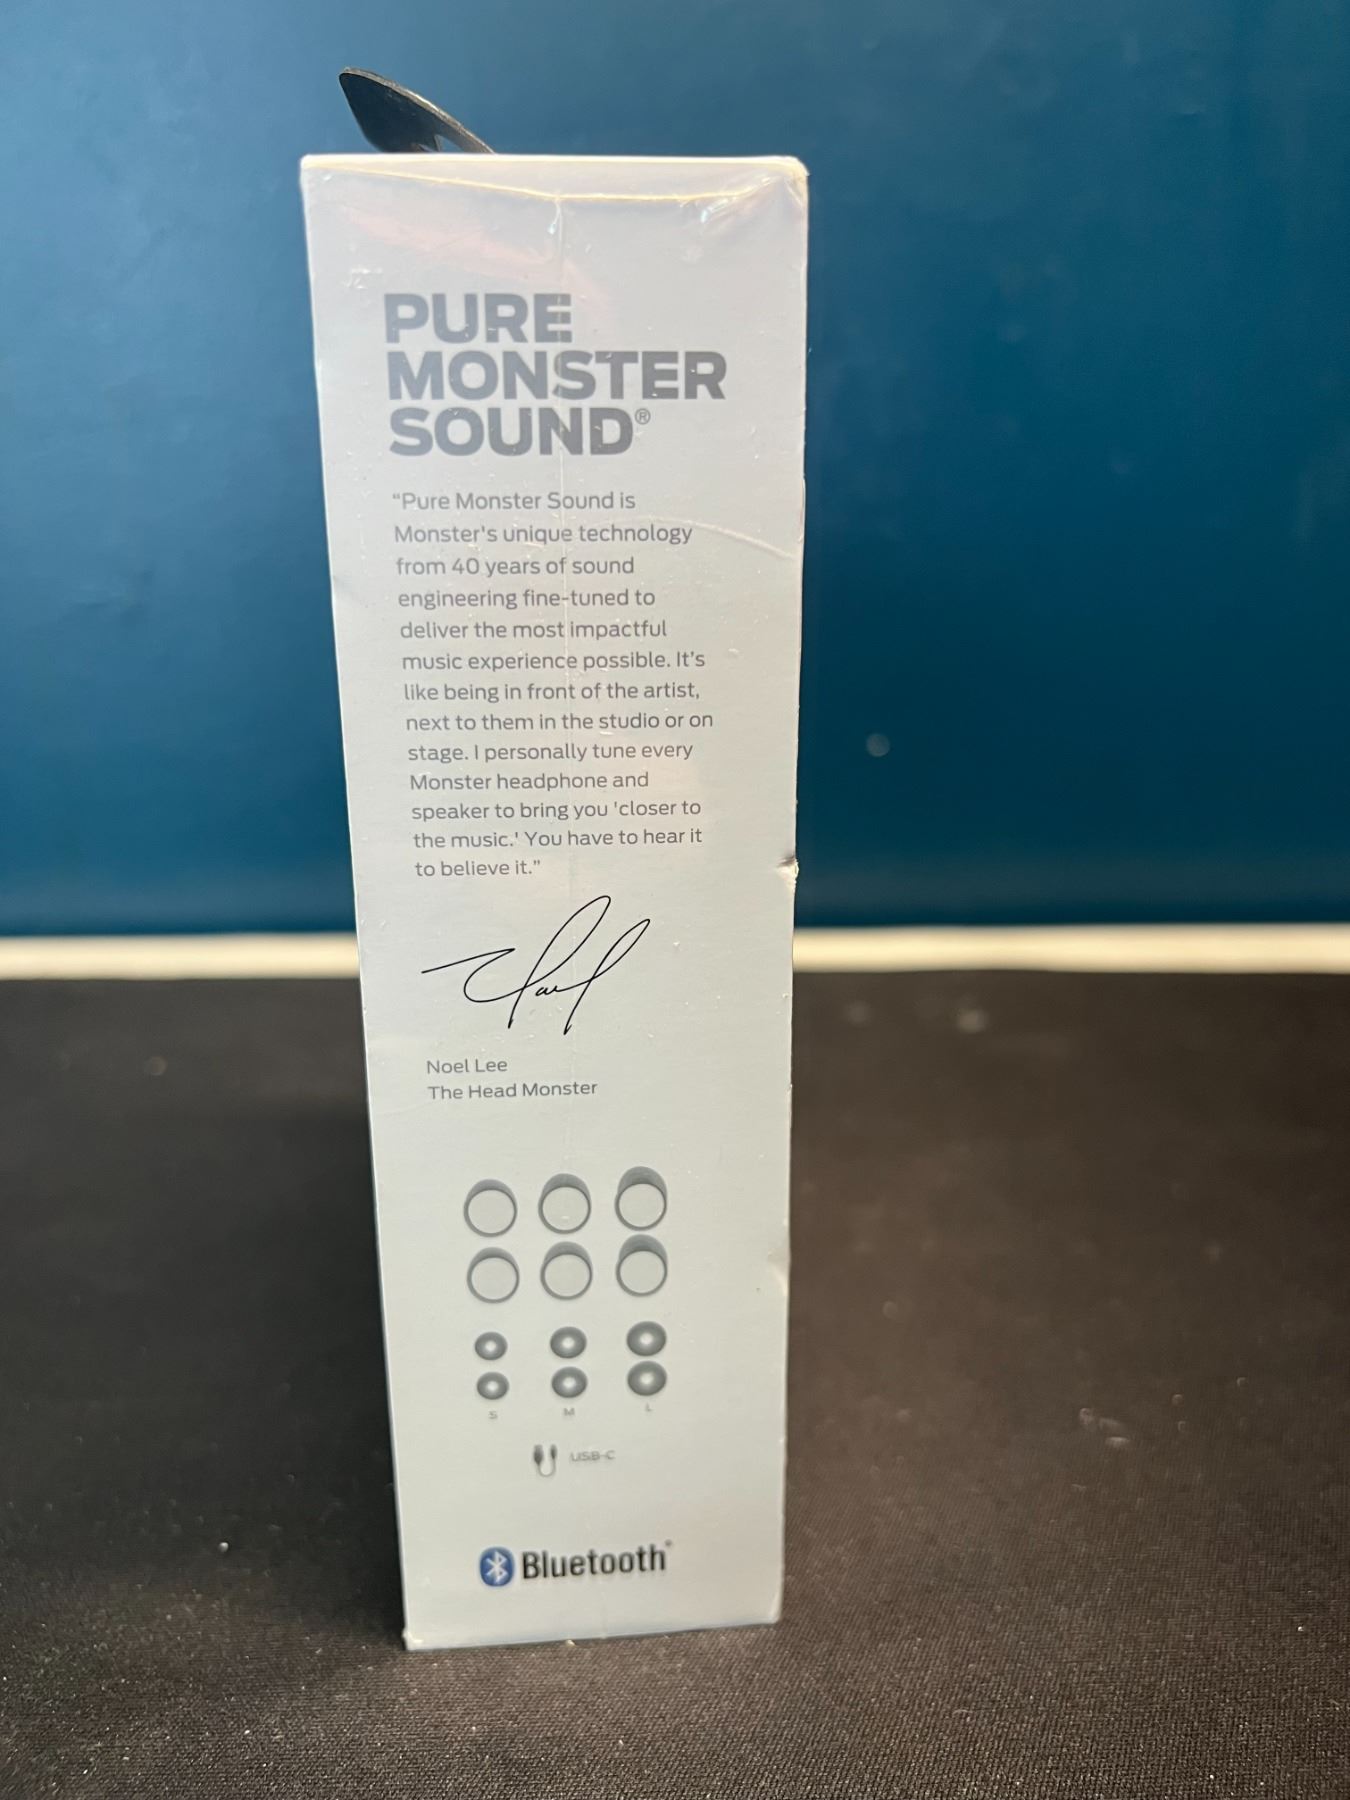 PURE
MONSTER
SOUND®
“Pure Monster Sound is
Monster's unique technology
from 40 years of sound
engineering fine-tuned to
deliver the most impactful
music experience possible. It’s
like being in front of the artist,
next to them in the studio or on
stage. I personally tune every
Monster headphone and
speaker to bring you 'closer to
the music.' You have to hear it
to believe it.”
Noel Lee
The Head Monster
S M L
USB-C
Bluetooth®